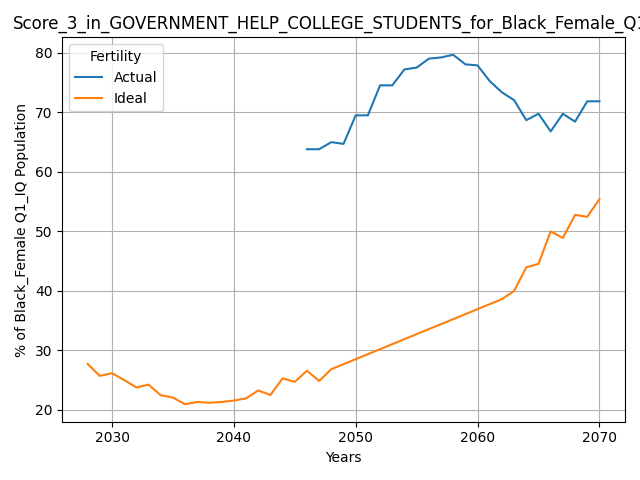 Score_3_in_GOVERNMENT_HELP_COLLEGE_STUDENTS_for_Black_Female_Q1
Fertility
Actual
Ideal
% of Black_Female Q1_IQ Population
80
70
60
50
40
30
20
2030 2040 2050 2060 2070
Years